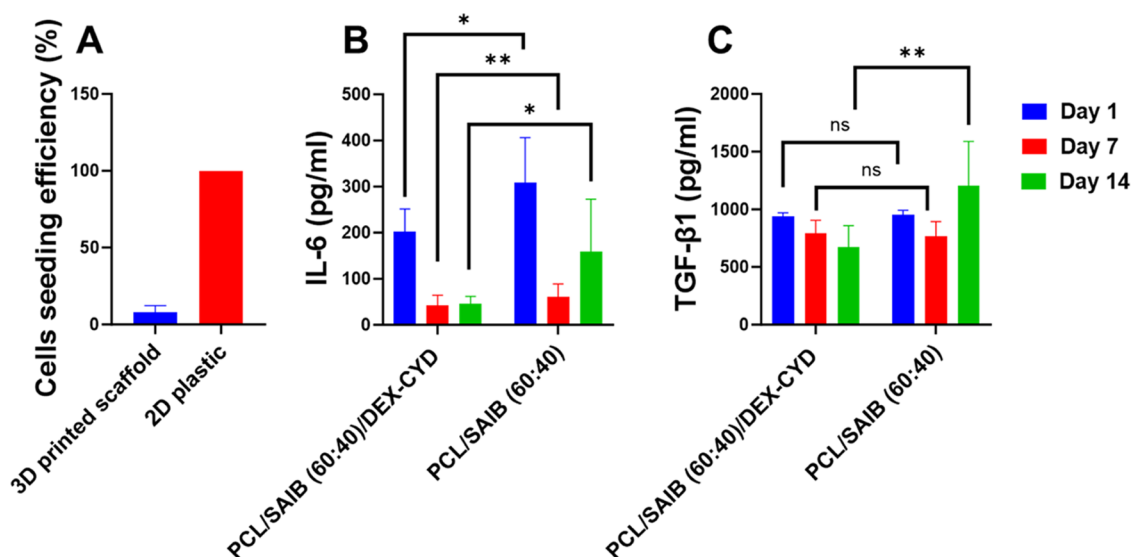 A
Cells seeding efficiency (%)
150
100
50
0
3D printed scaffold
2D plastic
B
*
**
*
IL-6 (pg/ml)
500
400
300
200
100
0
PCL/SAIB (60:40)/DEX-CYD
PCL/SAIB (60:40)
C
**
ns
ns
TGF-β1 (pg/ml)
2000
1500
1000
500
0
PCL/SAIB (60:40)/DEX-CYD
PCL/SAIB (60:40)
Day 1
Day 7
Day 14